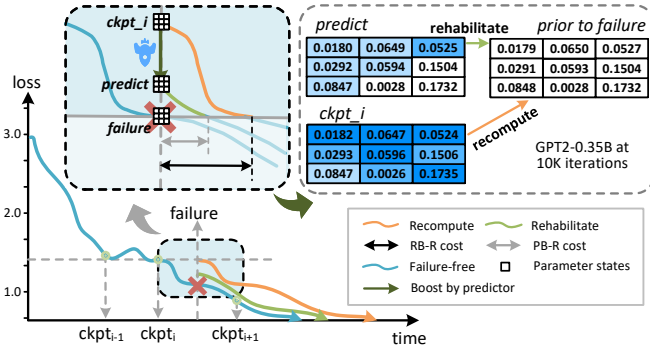 ckpt_i
predict
failure
predict
rehabilitate
prior to failure
0.0180 0.0649 0.0525
0.0292 0.0594 0.1504
0.0847 0.0028 0.1732
0.0179 0.0650 0.0527
0.0291 0.0593 0.1504
0.0848 0.0028 0.1732
ckpt_i
recompute
0.0182 0.0647 0.0524
0.0293 0.0596 0.1506
0.0847 0.0026 0.1735
GPT2-0.35B at
10K iterations
loss
3.0
2.0
1.0
failure
ckpti-1
ckpti
ckpti+1
time
Recompute
Rehabilitate
RB-R cost
PB-R cost
Failure-free
Parameter states
Boost by predictor